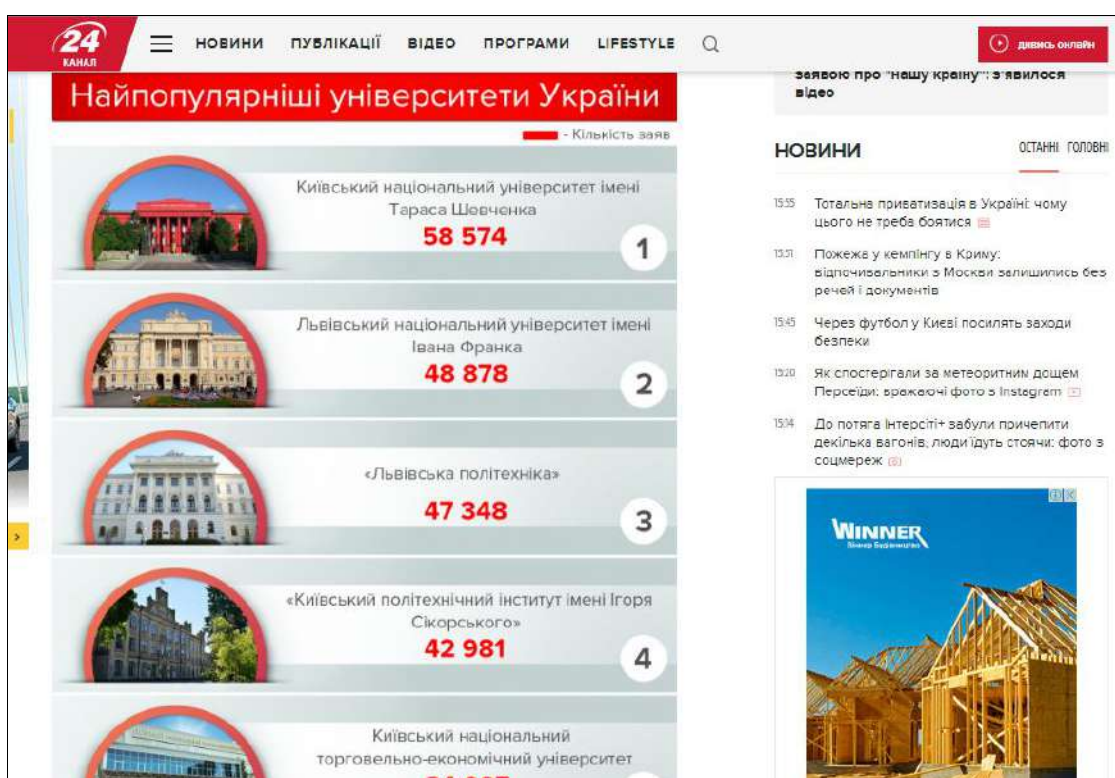 24
КАНАЛ
НОВИНИ ПУБЛІКАЦІЇ ВІДЕО ПРОГРАМИ LIFESTYLE
ДИВИСЬ ОНЛАЙН
Найпопулярніші університети України
- Кількість заяв
Київський національний університет імені
Тараса Шевченка
58 574
1
Львівський національний університет імені
Івана Франка
48 878
2
«Львівська політехніка»
47 348
3
«Київський політехнічний інститут імені Ігоря
Сікорського»
42 981
4
Київський національний
торговельно-економічний університет
заявою про "нашу країну": з'явилося
відео
НОВИНИ
ОСТАННІ ГОЛОВНІ
15:55 Тотальна приватизація в Україні: чому
цього не треба боятися
15:51 Пожежа у кемпінгу в Криму:
відпочивальники з Москви залишились без
речей і документів
15:45 Через футбол у Києві посилять заходи
безпеки
15:20 Як спостерігали за метеоритним дощем
Персеїди: вражаючі фото з Instagram
15:14 До потяга Інтерсіті+ забули причепити
декілька вагонів, люди їдуть стоячи: фото з
соцмереж
WINNER
Віннер Будівництво